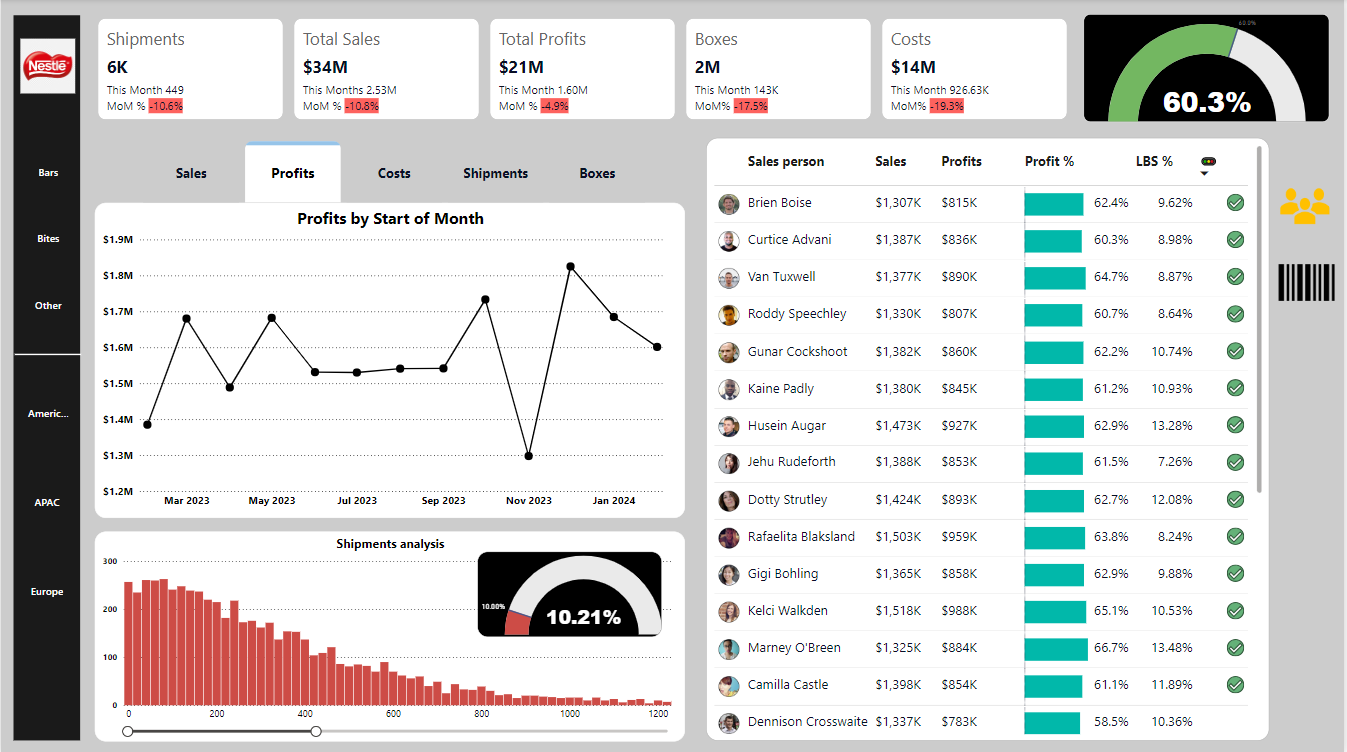 Nestlé
Bars
Bites
Other
Americ...
APAC
Europe
Shipments
6K
This Month 449
MoM % -10.6%
Total Sales
$34M
This Months 2.53M
MoM % -10.8%
Total Profits
$21M
This Month 1.60M
MoM % -4.9%
Boxes
2M
This Month 143K
MoM% -17.5%
Costs
$14M
This Month 926.63K
MoM% -19.3%
60.0%
60.3%
Sales Profits Costs Shipments Boxes
Profits by Start of Month
$1.9M
$1.8M
$1.7M
$1.6M
$1.5M
$1.4M
$1.3M
$1.2M
Mar 2023 May 2023 Jul 2023 Sep 2023 Nov 2023 Jan 2024
Shipments analysis
300
200
100
0
0 200 400 600 800 1000 1200
10.00%
10.21%
Sales person Sales Profits Profit % LBS %
Brien Boise $1,307K $815K 62.4% 9.62%
Curtice Advani $1,387K $836K 60.3% 8.98%
Van Tuxwell $1,377K $890K 64.7% 8.87%
Roddy Speechley $1,330K $807K 60.7% 8.64%
Gunar Cockshoot $1,382K $860K 62.2% 10.74%
Kaine Padly $1,380K $845K 61.2% 10.93%
Husein Augar $1,473K $927K 62.9% 13.28%
Jehu Rudeforth $1,388K $853K 61.5% 7.26%
Dotty Strutley $1,424K $893K 62.7% 12.08%
Rafaelita Blaksland $1,503K $959K 63.8% 8.24%
Gigi Bohling $1,365K $858K 62.9% 9.88%
Kelci Walkden $1,518K $988K 65.1% 10.53%
Marney O'Breen $1,325K $884K 66.7% 13.48%
Camilla Castle $1,398K $854K 61.1% 11.89%
Dennison Crosswaite $1,337K $783K 58.5% 10.36%